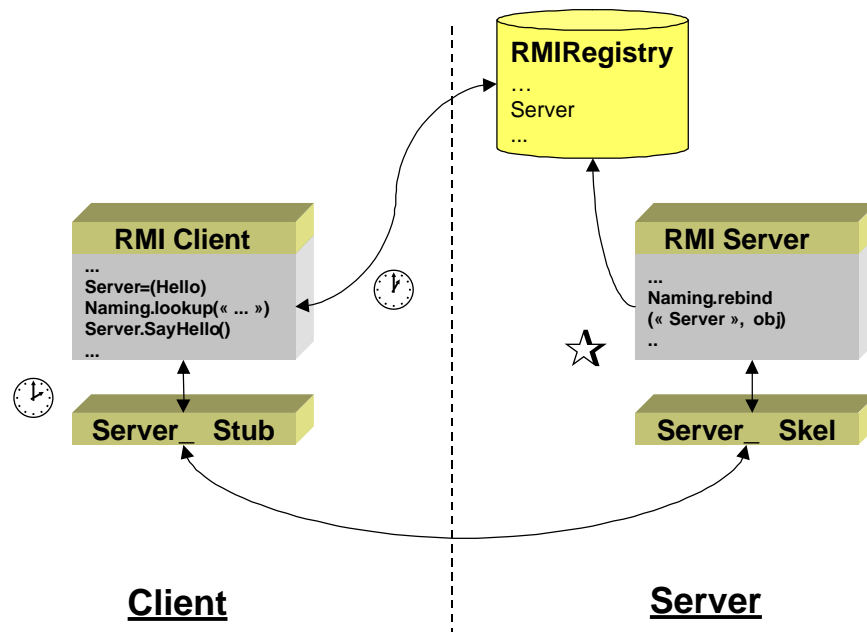 RMIRegistry
...
Server
...
RMI Client
...
Server=(Hello)
Naming.lookup(« ... »)
Server.SayHello()
...
RMI Server
...
Naming.rebind
(« Server », obj)
..
Server_ Stub
Server_ Skel
Client
Server